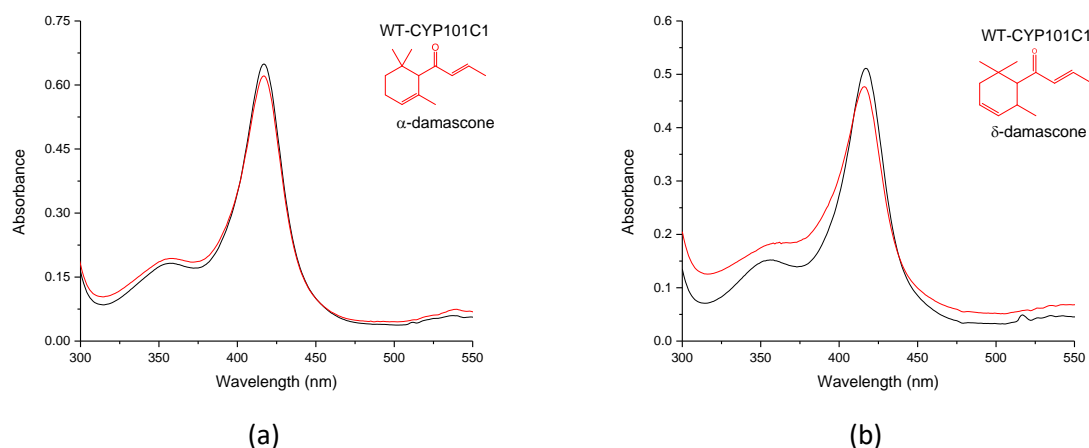 WT-CYP101C1
O
α-damascone
Absorbance
0.75
0.60
0.45
0.30
0.15
0.00
300
350
400
450
500
550
Wavelength (nm)
(a)
WT-CYP101C1
O
δ-damascone
Absorbance
0.6
0.5
0.4
0.3
0.2
0.1
0.0
300
350
400
450
500
550
Wavelength (nm)
(b)